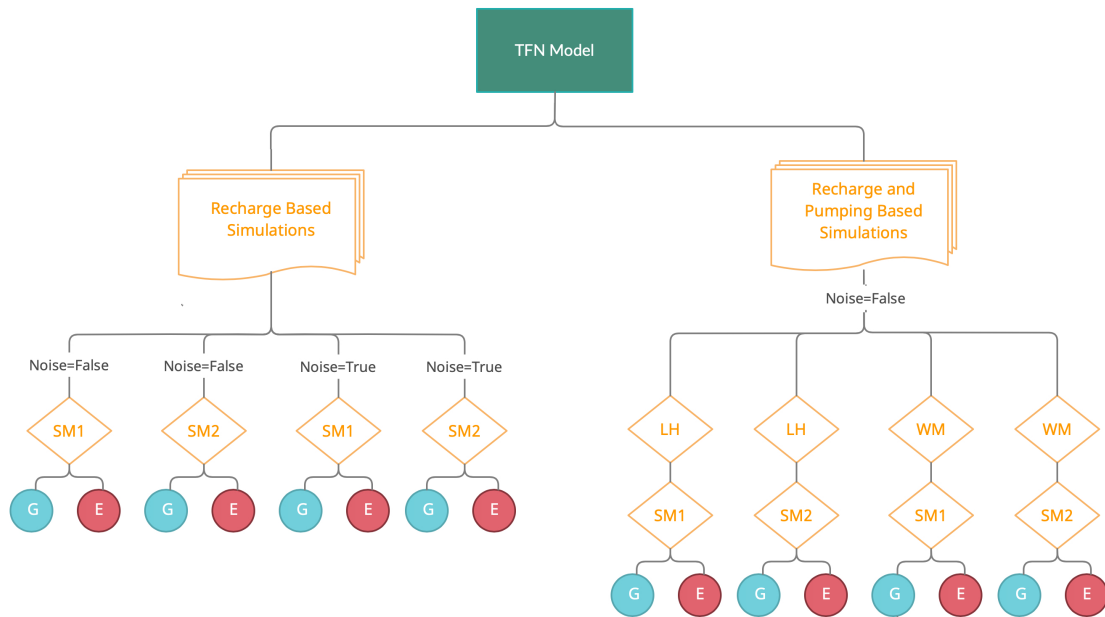 TFN Model
Recharge Based
Simulations
Recharge and
Pumping Based
Simulations
Noise=False
Noise=False
Noise=False
Noise=True
Noise=True
SM1
SM2
SM1
SM2
LH
LH
WM
WM
G
E
G
E
G
E
G
E
SM1
SM2
SM1
SM2
G
E
G
E
G
E
G
E